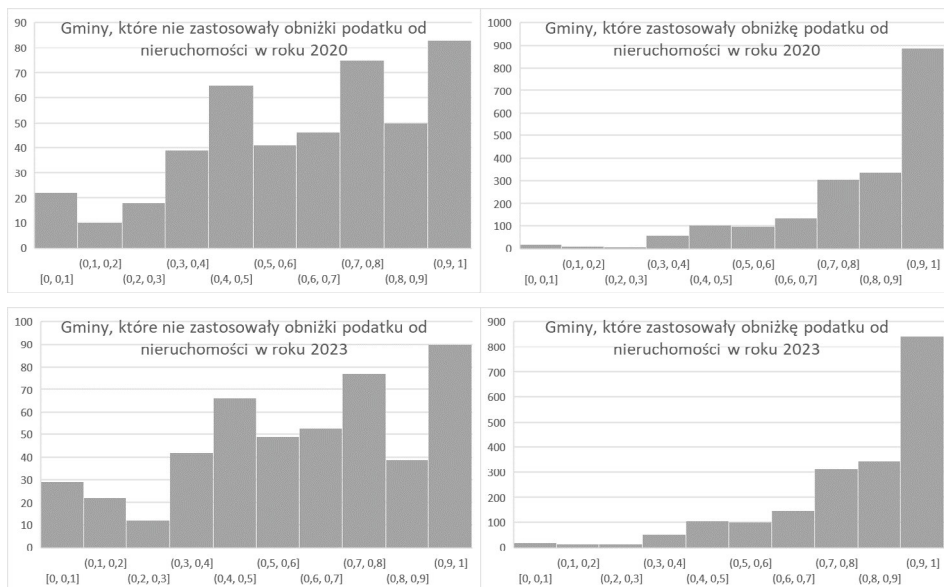 Gminy, które nie zastosowały obniżki podatku od
nieruchomości w roku 2020
90
80
70
60
50
40
30
20
10
0
(0,1, 0,2] (0,3, 0,4] (0,5, 0,6] (0,7, 0,8] (0,9, 1]
[0, 0,1] (0,2, 0,3] (0,4, 0,5] (0,6, 0,7] (0,8, 0,9]
Gminy, które zastosowały obniżkę podatku od
nieruchomości w roku 2020
1000
900
800
700
600
500
400
300
200
100
0
(0,1, 0,2] (0,3, 0,4] (0,5, 0,6] (0,7, 0,8] (0,9, 1]
[0, 0,1] (0,2, 0,3] (0,4, 0,5] (0,6, 0,7] (0,8, 0,9]
Gminy, które nie zastosowały obniżki podatku od
nieruchomości w roku 2023
100
90
80
70
60
50
40
30
20
10
0
(0,1, 0,2] (0,3, 0,4] (0,5, 0,6] (0,7, 0,8] (0,9, 1]
[0, 0,1] (0,2, 0,3] (0,4, 0,5] (0,6, 0,7] (0,8, 0,9]
Gminy, które zastosowały obniżkę podatku od
nieruchomości w roku 2023
900
800
700
600
500
400
300
200
100
0
(0,1, 0,2] (0,3, 0,4] (0,5, 0,6] (0,7, 0,8] (0,9, 1]
[0, 0,1] (0,2, 0,3] (0,4, 0,5] (0,6, 0,7] (0,8, 0,9]